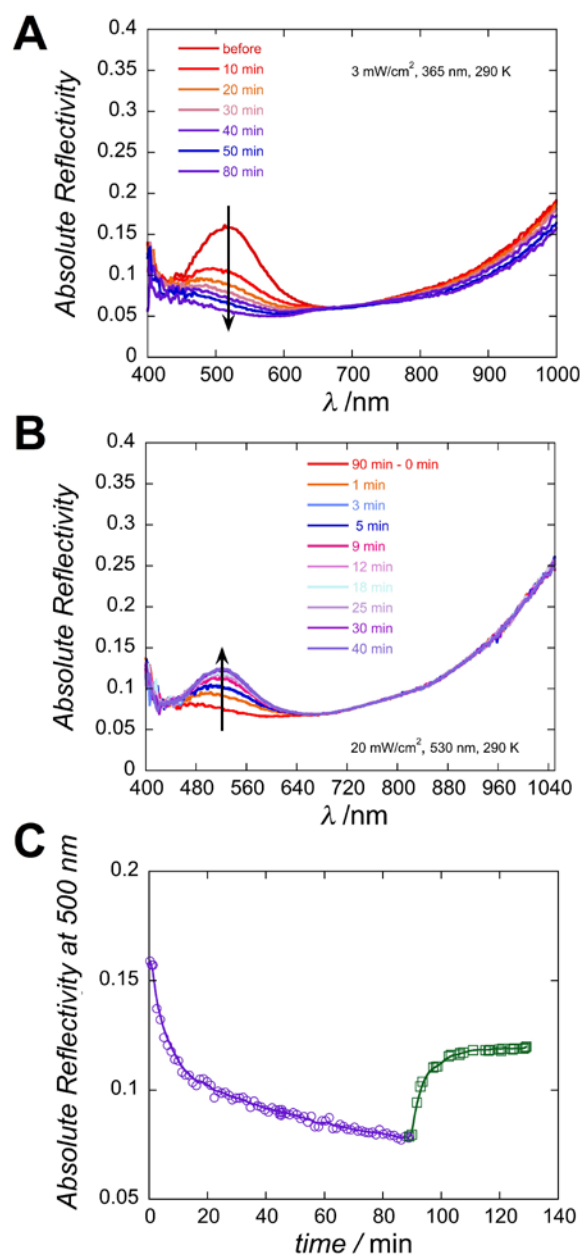 A
Absolute Reflectivity
0.4
0.35
0.3
0.25
0.2
0.15
0.1
0.05
0
before
10 min
20 min
30 min
40 min
50 min
80 min
3 mW/cm², 365 nm, 290 K
400 500 600 700 800 900 1000
λ /nm
B
Absolute Reflectivity
0.4
0.35
0.3
0.25
0.2
0.15
0.1
0.05
0
90 min - 0 min
1 min
3 min
5 min
9 min
12 min
18 min
25 min
30 min
40 min
20 mW/cm², 530 nm, 290 K
400 480 560 640 720 800 880 960 1040
λ /nm
C
Absolute Reflectivity at 500 nm
0.2
0.15
0.1
0.05
0 20 40 60 80 100 120 140
time / min